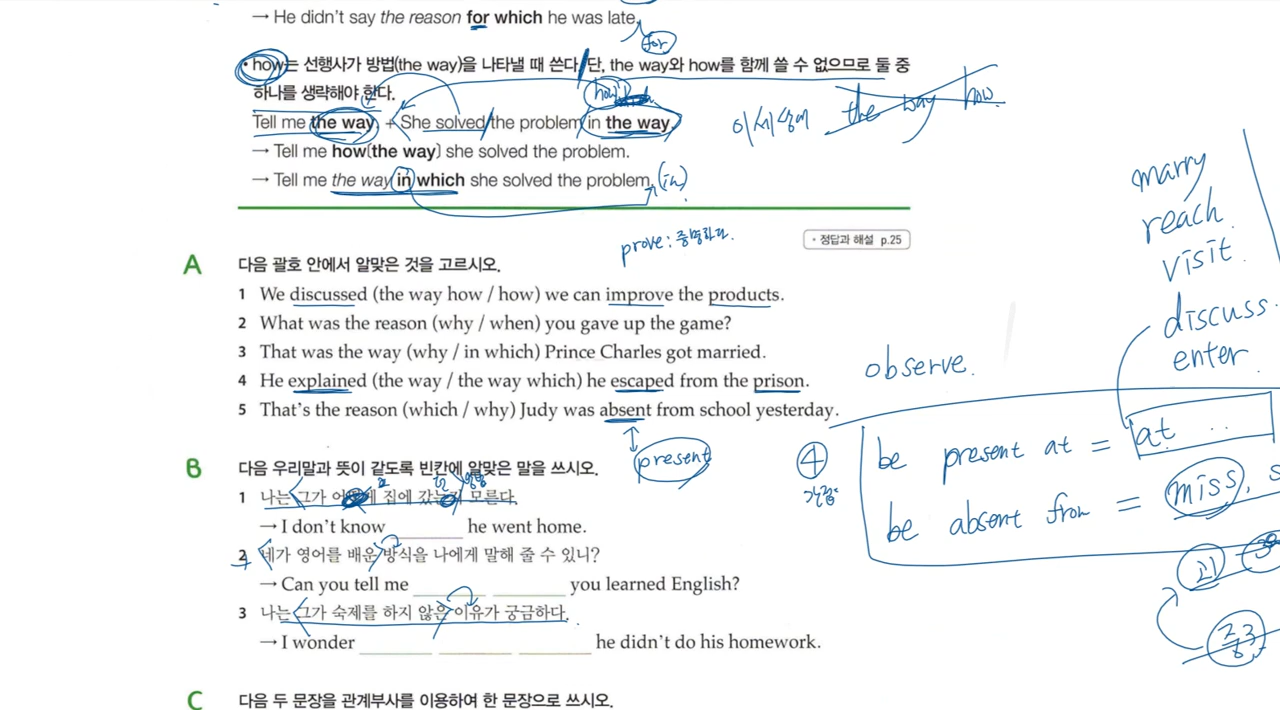 → He didn't say the reason for which he was late.
for
• how는 선행사가 방법(the way)을 나타낼 때 쓴다. 단, the way와 how를 함께 쓸 수 없으므로 둘 중
하나를 생략해야 한다.
how
the way how
Tell me the way. + She solved the problem in the way.
→ Tell me how(the way) she solved the problem.
→ Tell me the way in which she solved the problem.
(in)
marry
reach
visit
discuss
enter
prove : 증명하다.
• 정답과 해설 p.25
A 다음 괄호 안에서 알맞은 것을 고르시오.
1 We discussed (the way how / how) we can improve the products.
2 What was the reason (why / when) you gave up the game?
3 That was the way (why / in which) Prince Charles got married.
4 He explained (the way / the way which) he escaped from the prison.
5 That's the reason (which / why) Judy was absent from school yesterday.
observe.
present
④
be present at = at
be absent from = miss, s
B 다음 우리말과 뜻이 같도록 빈칸에 알맞은 말을 쓰시오.
1 나는 그가 집에 모른다.
→ I don't know ________ he went home.
2 네가 영어를 배운 방식을 나에게 말해 줄 수 있니?
→ Can you tell me ________ ________ you learned English?
3 나는 그가 숙제를 하지 않은 이유가 궁금하다.
→ I wonder ________ ________ ________ he didn't do his homework.
C 다음 두 문장을 관계부사를 이용하여 한 문장으로 쓰시오.